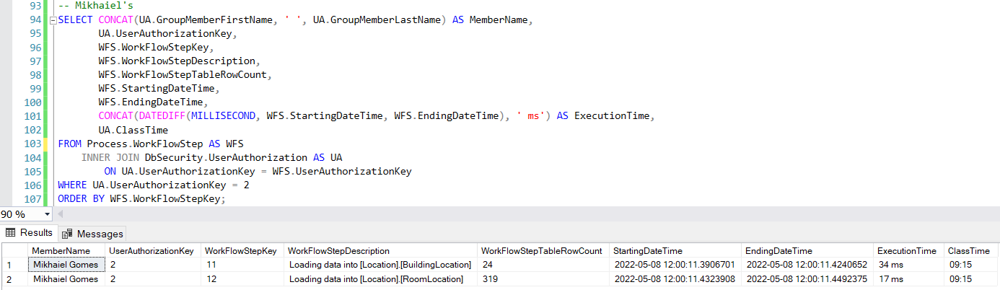 93 -- Mikhaiel's
94 SELECT CONCAT(UA.GroupMemberFirstName, ' ', UA.GroupMemberLastName) AS MemberName,
95 UA.UserAuthorizationKey,
96 WFS.WorkFlowStepKey,
97 WFS.WorkFlowStepDescription,
98 WFS.WorkFlowStepTableRowCount,
99 WFS.StartingDateTime,
100 WFS.EndingDateTime,
101 CONCAT(DATEDIFF(MILLISECOND, WFS.StartingDateTime, WFS.EndingDateTime), ' ms') AS ExecutionTime,
102 UA.ClassTime
103 FROM Process.WorkFlowStep AS WFS
104 INNER JOIN DbSecurity.UserAuthorization AS UA
105 ON UA.UserAuthorizationKey = WFS.UserAuthorizationKey
106 WHERE UA.UserAuthorizationKey = 2
107 ORDER BY WFS.WorkFlowStepKey;
90 %
Results Messages
MemberName UserAuthorizationKey WorkFlowStepKey WorkFlowStepDescription WorkFlowStepTableRowCount StartingDateTime EndingDateTime ExecutionTime ClassTime
1 Mikhaiel Gomes 2 11 Loading data into [Location].[BuildingLocation] 24 2022-05-08 12:00:11.3906701 2022-05-08 12:00:11.4240652 34 ms 09:15
2 Mikhaiel Gomes 2 12 Loading data into [Location].[RoomLocation] 319 2022-05-08 12:00:11.4323908 2022-05-08 12:00:11.4492375 17 ms 09:15